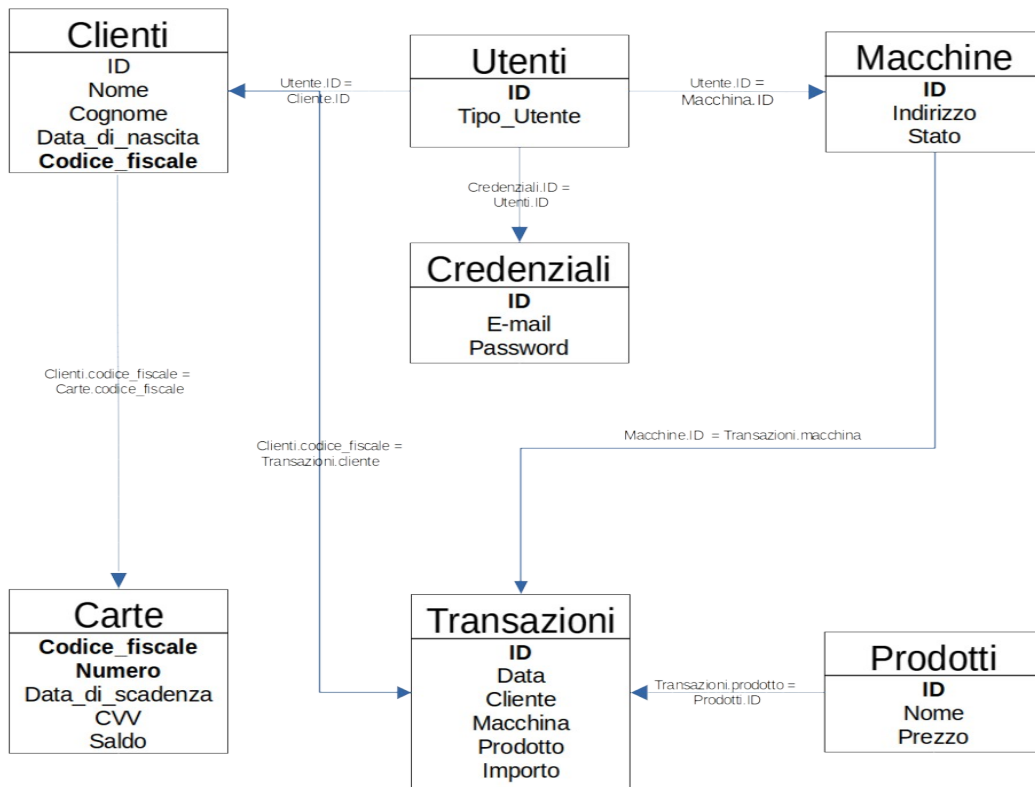 Clienti
ID
Nome
Cognome
Data_di_nascita
Codice_fiscale
Utente.ID =
Cliente.ID
Utenti
ID
Tipo_Utente
Utente.ID =
Macchina.ID
Macchine
ID
Indirizzo
Stato
Credenziali.ID =
Utenti.ID
Credenziali
ID
E-mail
Password
Clienti.codice_fiscale =
Carte.codice_fiscale
Clienti.codice_fiscale =
Transazioni.cliente
Macchine.ID = Transazioni.macchina
Carte
Codice_fiscale
Numero
Data_di_scadenza
CVV
Saldo
Transazioni
ID
Data
Cliente
Macchina
Prodotto
Importo
Transazioni.prodotto =
Prodotti.ID
Prodotti
ID
Nome
Prezzo